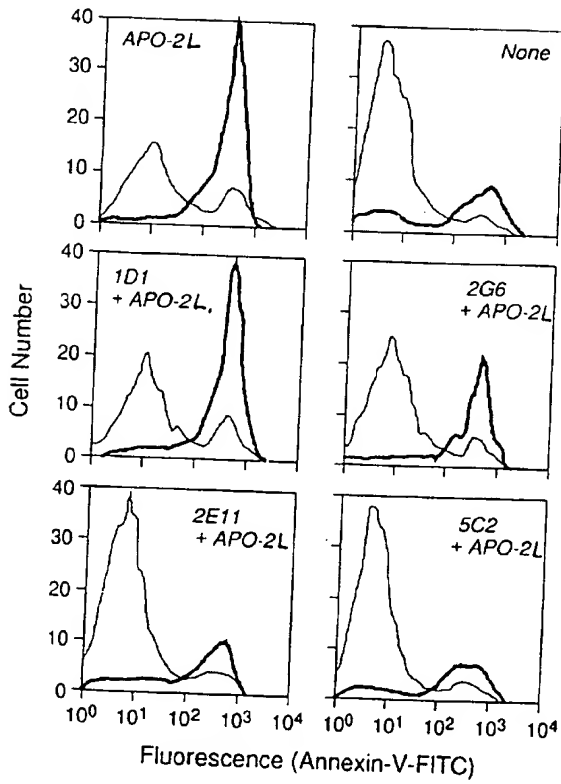 40
APO-2L
None
30
20
10
0
40
1D1
+ APO-2L.
2G6
+ APO-2L
30
20
10
0
40
2E11
+ APO-2L
5C2
+ APO-2L
30
20
10
0
10⁰ 10¹ 10² 10³ 10⁴
10⁰ 10¹ 10² 10³ 10⁴
Cell Number
Fluorescence (Annexin-V-FITC)